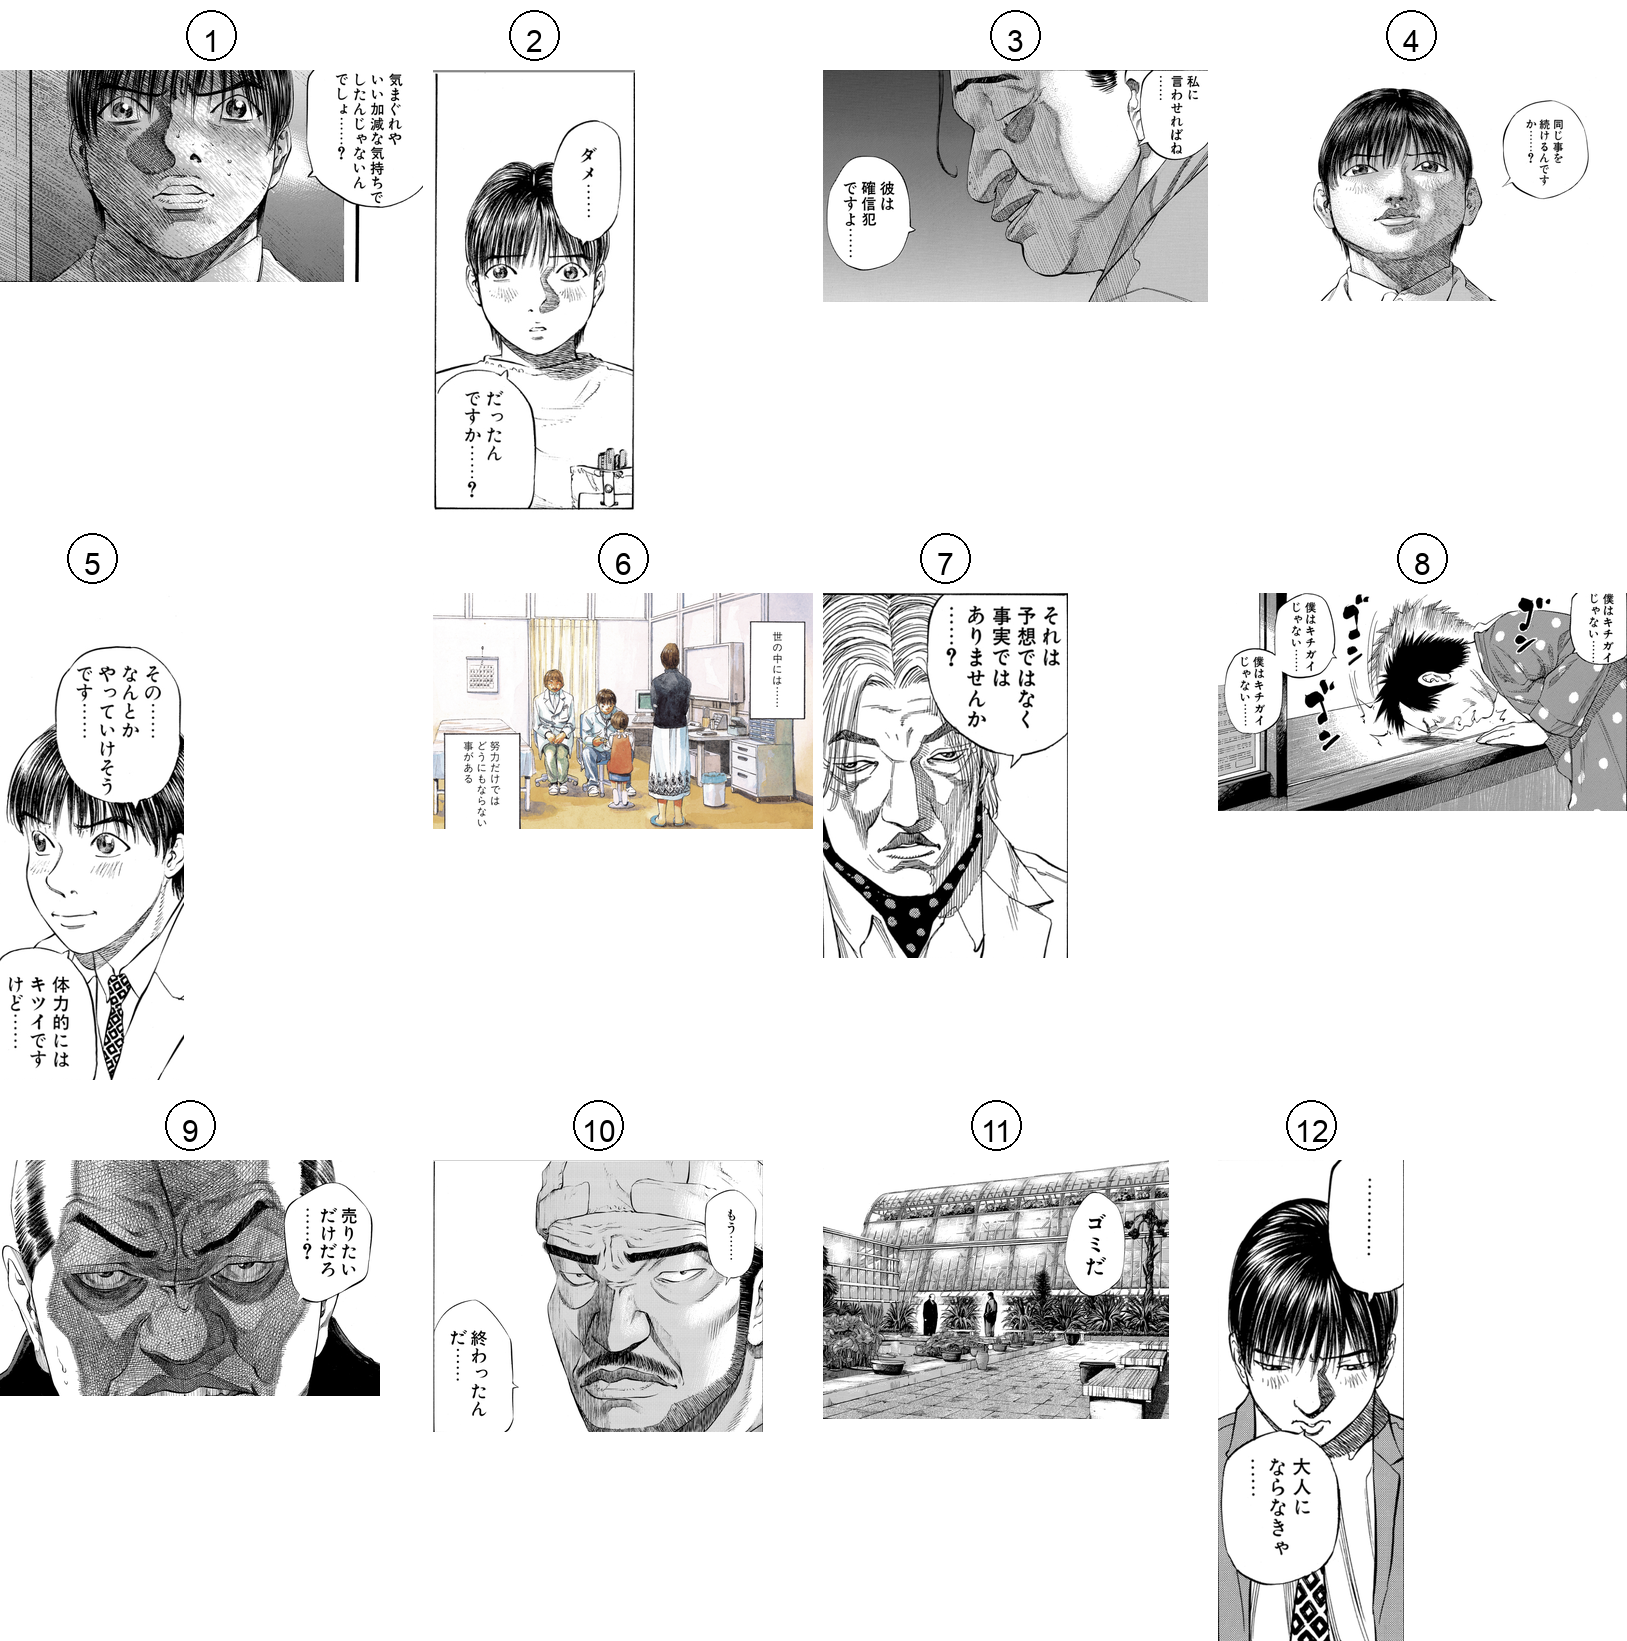 1
気まぐれや
いい加減な気持ちで
したんじゃないん
でしょ……?
2
ダメ……
だったん
ですか……?
3
私に
言わせればね
……
彼は
確信犯
ですよ……
4
同じ事を
続けるんです
か……?
5
その……
なんとか
やっていけそう
です……
体力的には
キツイです
けど……
6
世の中には……
努力だけでは
どうにもならない
事がある
7
それは
予想ではなく
事実では
ありませんか
……?
8
僕はキチガイ
じゃない……
ゴン
ゴン
ゴン
僕はキチガイ
じゃない……
僕はキチガイ
じゃない……
9
売りたい
だけだろ
……?
10
もう……
終わったん
だ……
11
ゴミだ
12
…………
大人に
ならなきゃ
……